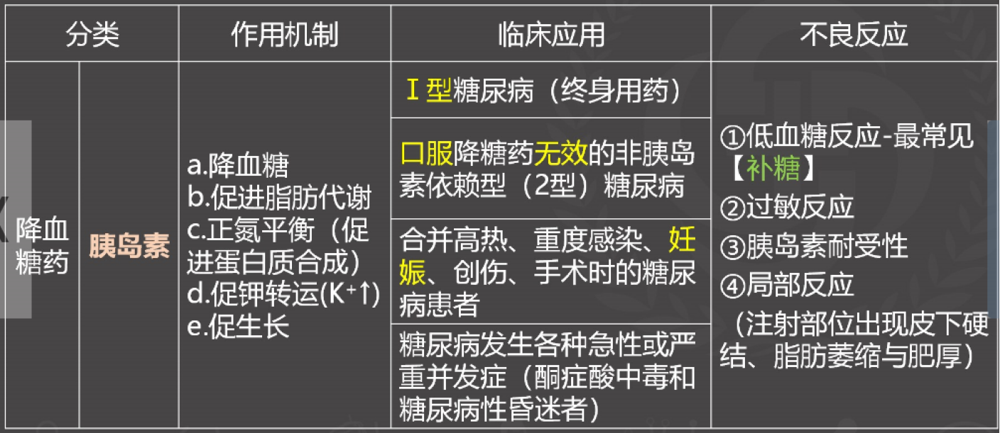 分类
作用机制
临床应用
不良反应
降血
糖药
胰岛素
a.降血糖
b.促进脂肪代谢
c.正氮平衡（促
进蛋白质合成）
d.促钾转运(K⁺↑)
e.促生长
Ⅰ型糖尿病（终身用药）
口服降糖药无效的非胰岛
素依赖型（2型）糖尿病
合并高热、重度感染、妊
娠、创伤、手术时的糖尿
病患者
糖尿病发生各种急性或严
重并发症（酮症酸中毒和
糖尿病性昏迷者）
①低血糖反应-最常见
【补糖】
②过敏反应
③胰岛素耐受性
④局部反应
（注射部位出现皮下硬
结、脂肪萎缩与肥厚）